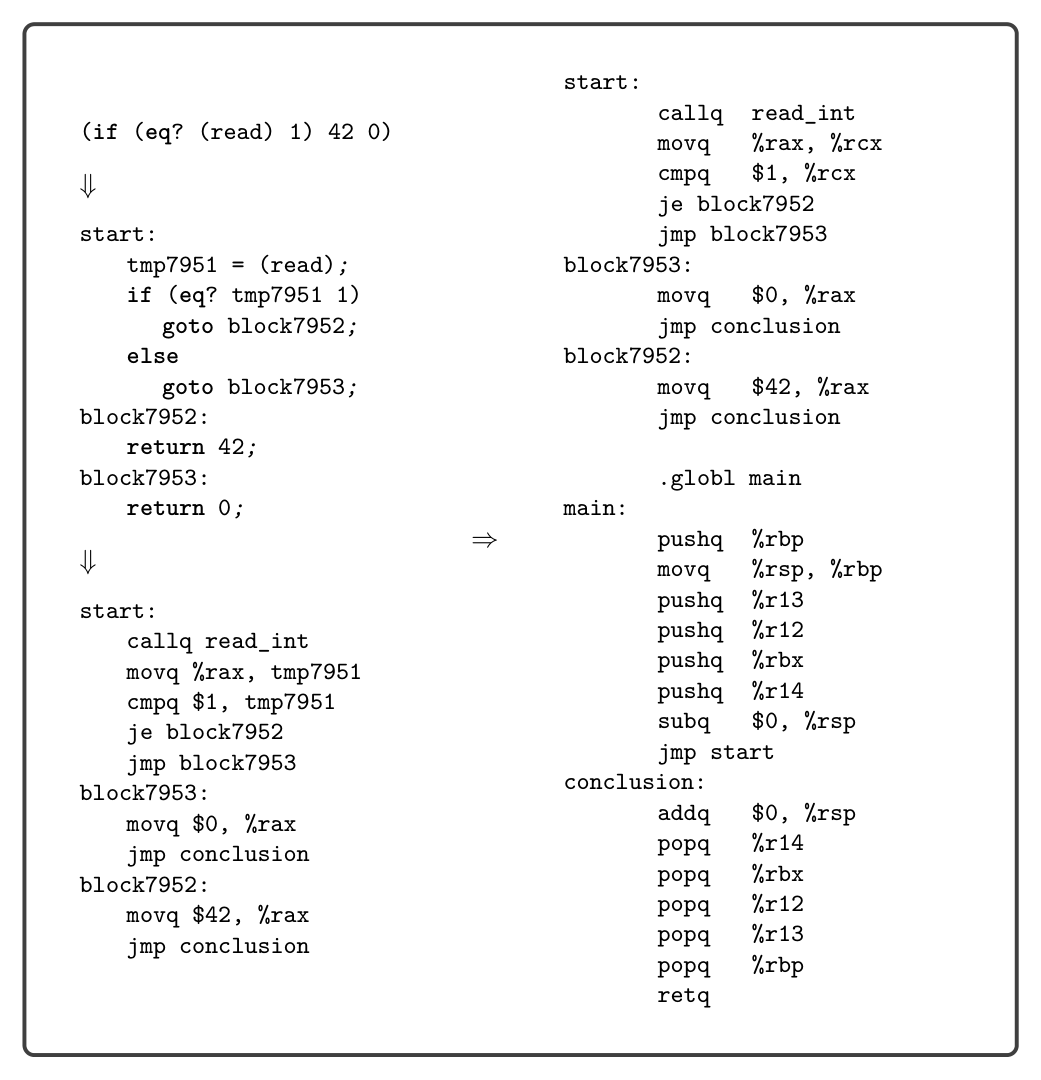 (if (eq? (read) 1) 42 0)
⇓
start:
    tmp7951 = (read);
    if (eq? tmp7951 1)
       goto block7952;
    else
       goto block7953;
block7952:
    return 42;
block7953:
    return 0;
⇓
start:
    callq read_int
    movq %rax, tmp7951
    cmpq $1, tmp7951
    je block7952
    jmp block7953
block7953:
    movq $0, %rax
    jmp conclusion
block7952:
    movq $42, %rax
    jmp conclusion
⇒
start:
        callq   read_int
        movq    %rax, %rcx
        cmpq    $1, %rcx
        je block7952
        jmp block7953
block7953:
        movq    $0, %rax
        jmp conclusion
block7952:
        movq    $42, %rax
        jmp conclusion
        .globl main
main:
        pushq   %rbp
        movq    %rsp, %rbp
        pushq   %r13
        pushq   %r12
        pushq   %rbx
        pushq   %r14
        subq    $0, %rsp
        jmp start
conclusion:
        addq    $0, %rsp
        popq    %r14
        popq    %rbx
        popq    %r12
        popq    %r13
        popq    %rbp
        retq